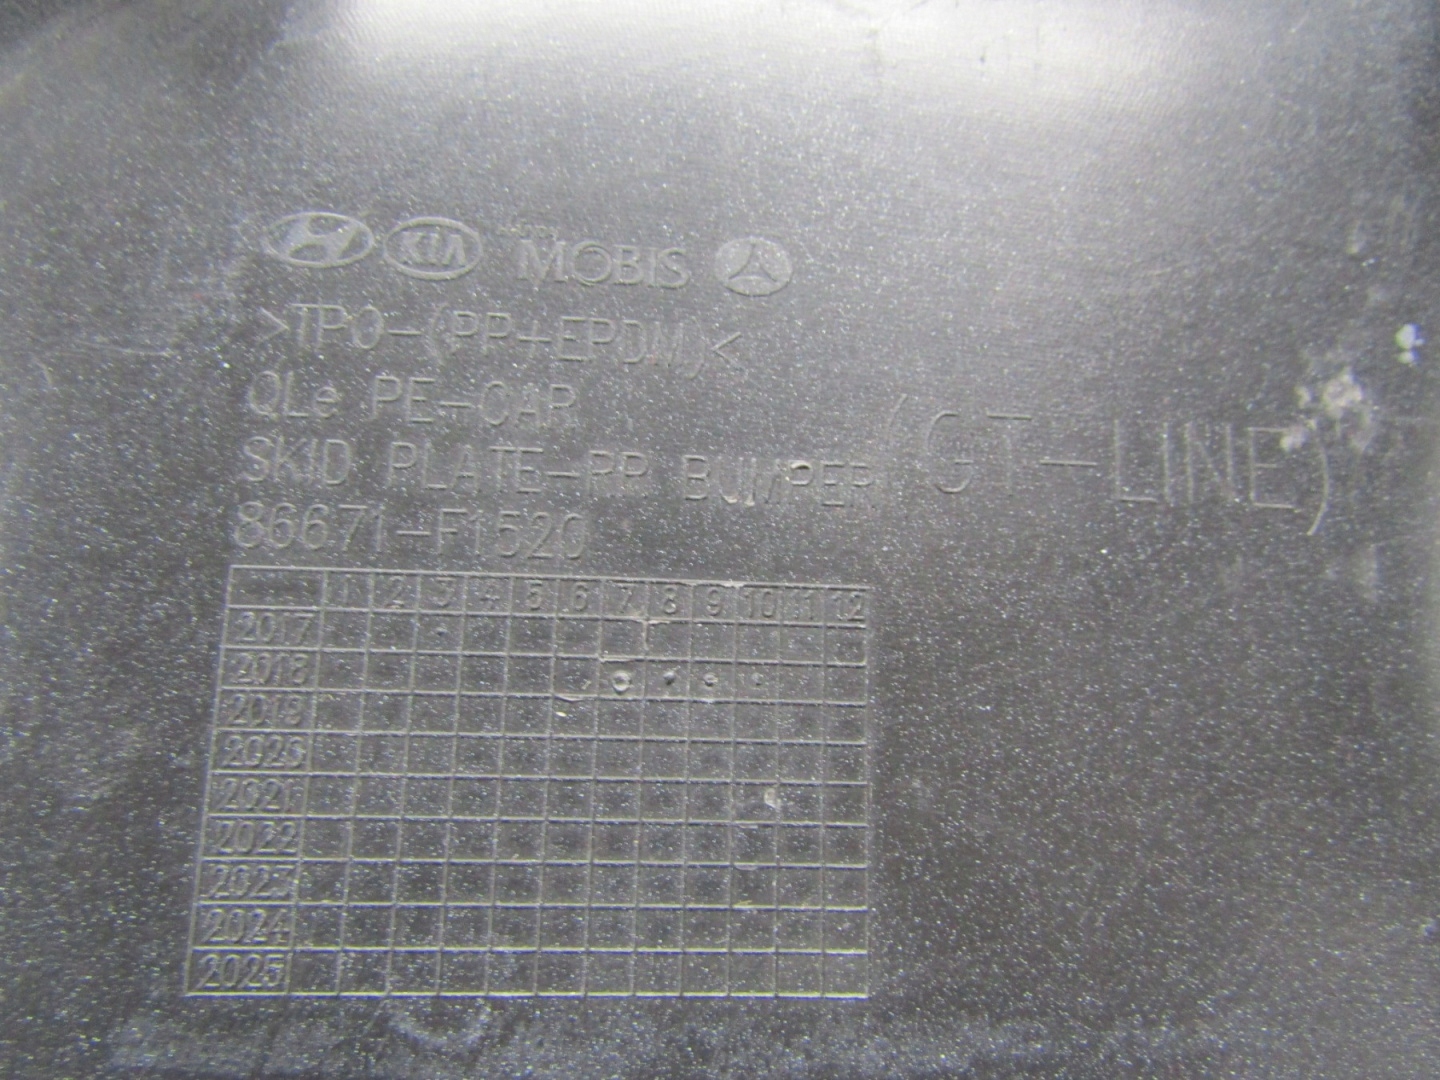 KIA MOBIS
>TPO-(PP+EPDM)<
QLe PE-CAR
SKID PLATE-RR BUMPER (GT-LINE)
86671-F1520
1 2 3 4 5 6 7 8 9 10 11 12
2017
2018
2019
2020
2021
2022
2023
2024
2025